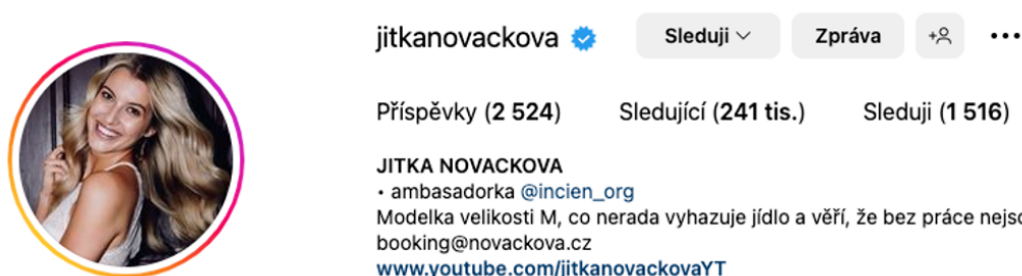 jitkanovackova Sleduji Zpráva
Příspěvky (2 524) Sledující (241 tis.) Sleduji (1 516)
JITKA NOVACKOVA
• ambasadorka @incien_org
Modelka velikosti M, co nerada vyhazuje jídlo a věří, že bez práce
booking@novackova.cz
www.youtube.com/jitkanovackovaYT